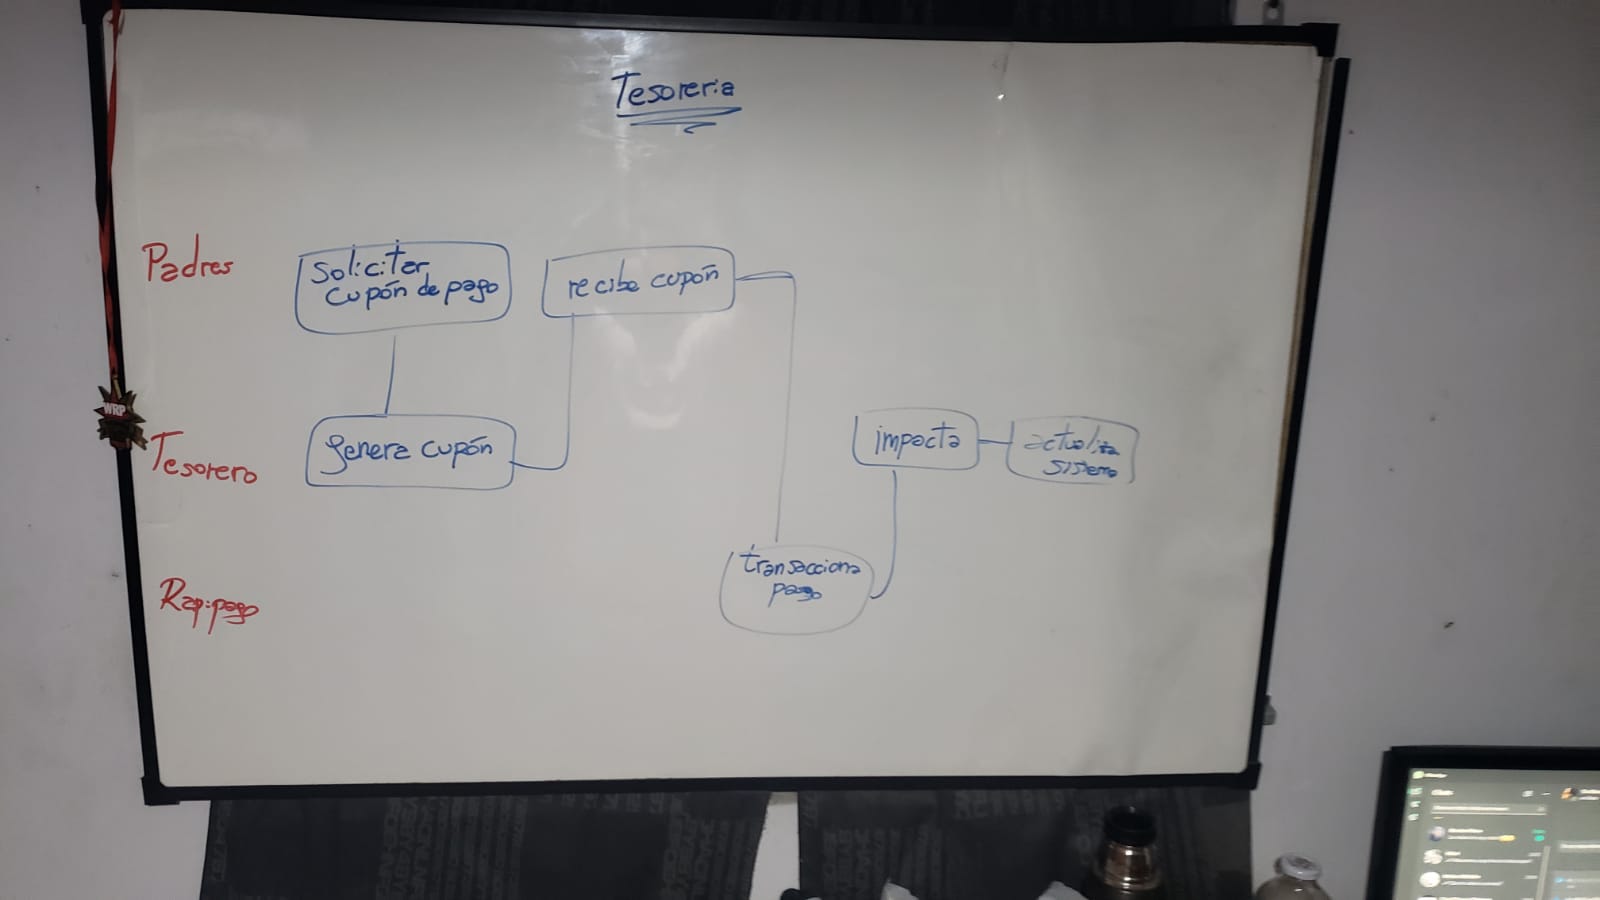 Tesoreria
Padres
Solicitar
cupón de pago
recibe cupón
Tesorero
genera cupón
impacta
actualiza
sistema
Rapipago
transacciona
pago
WRP